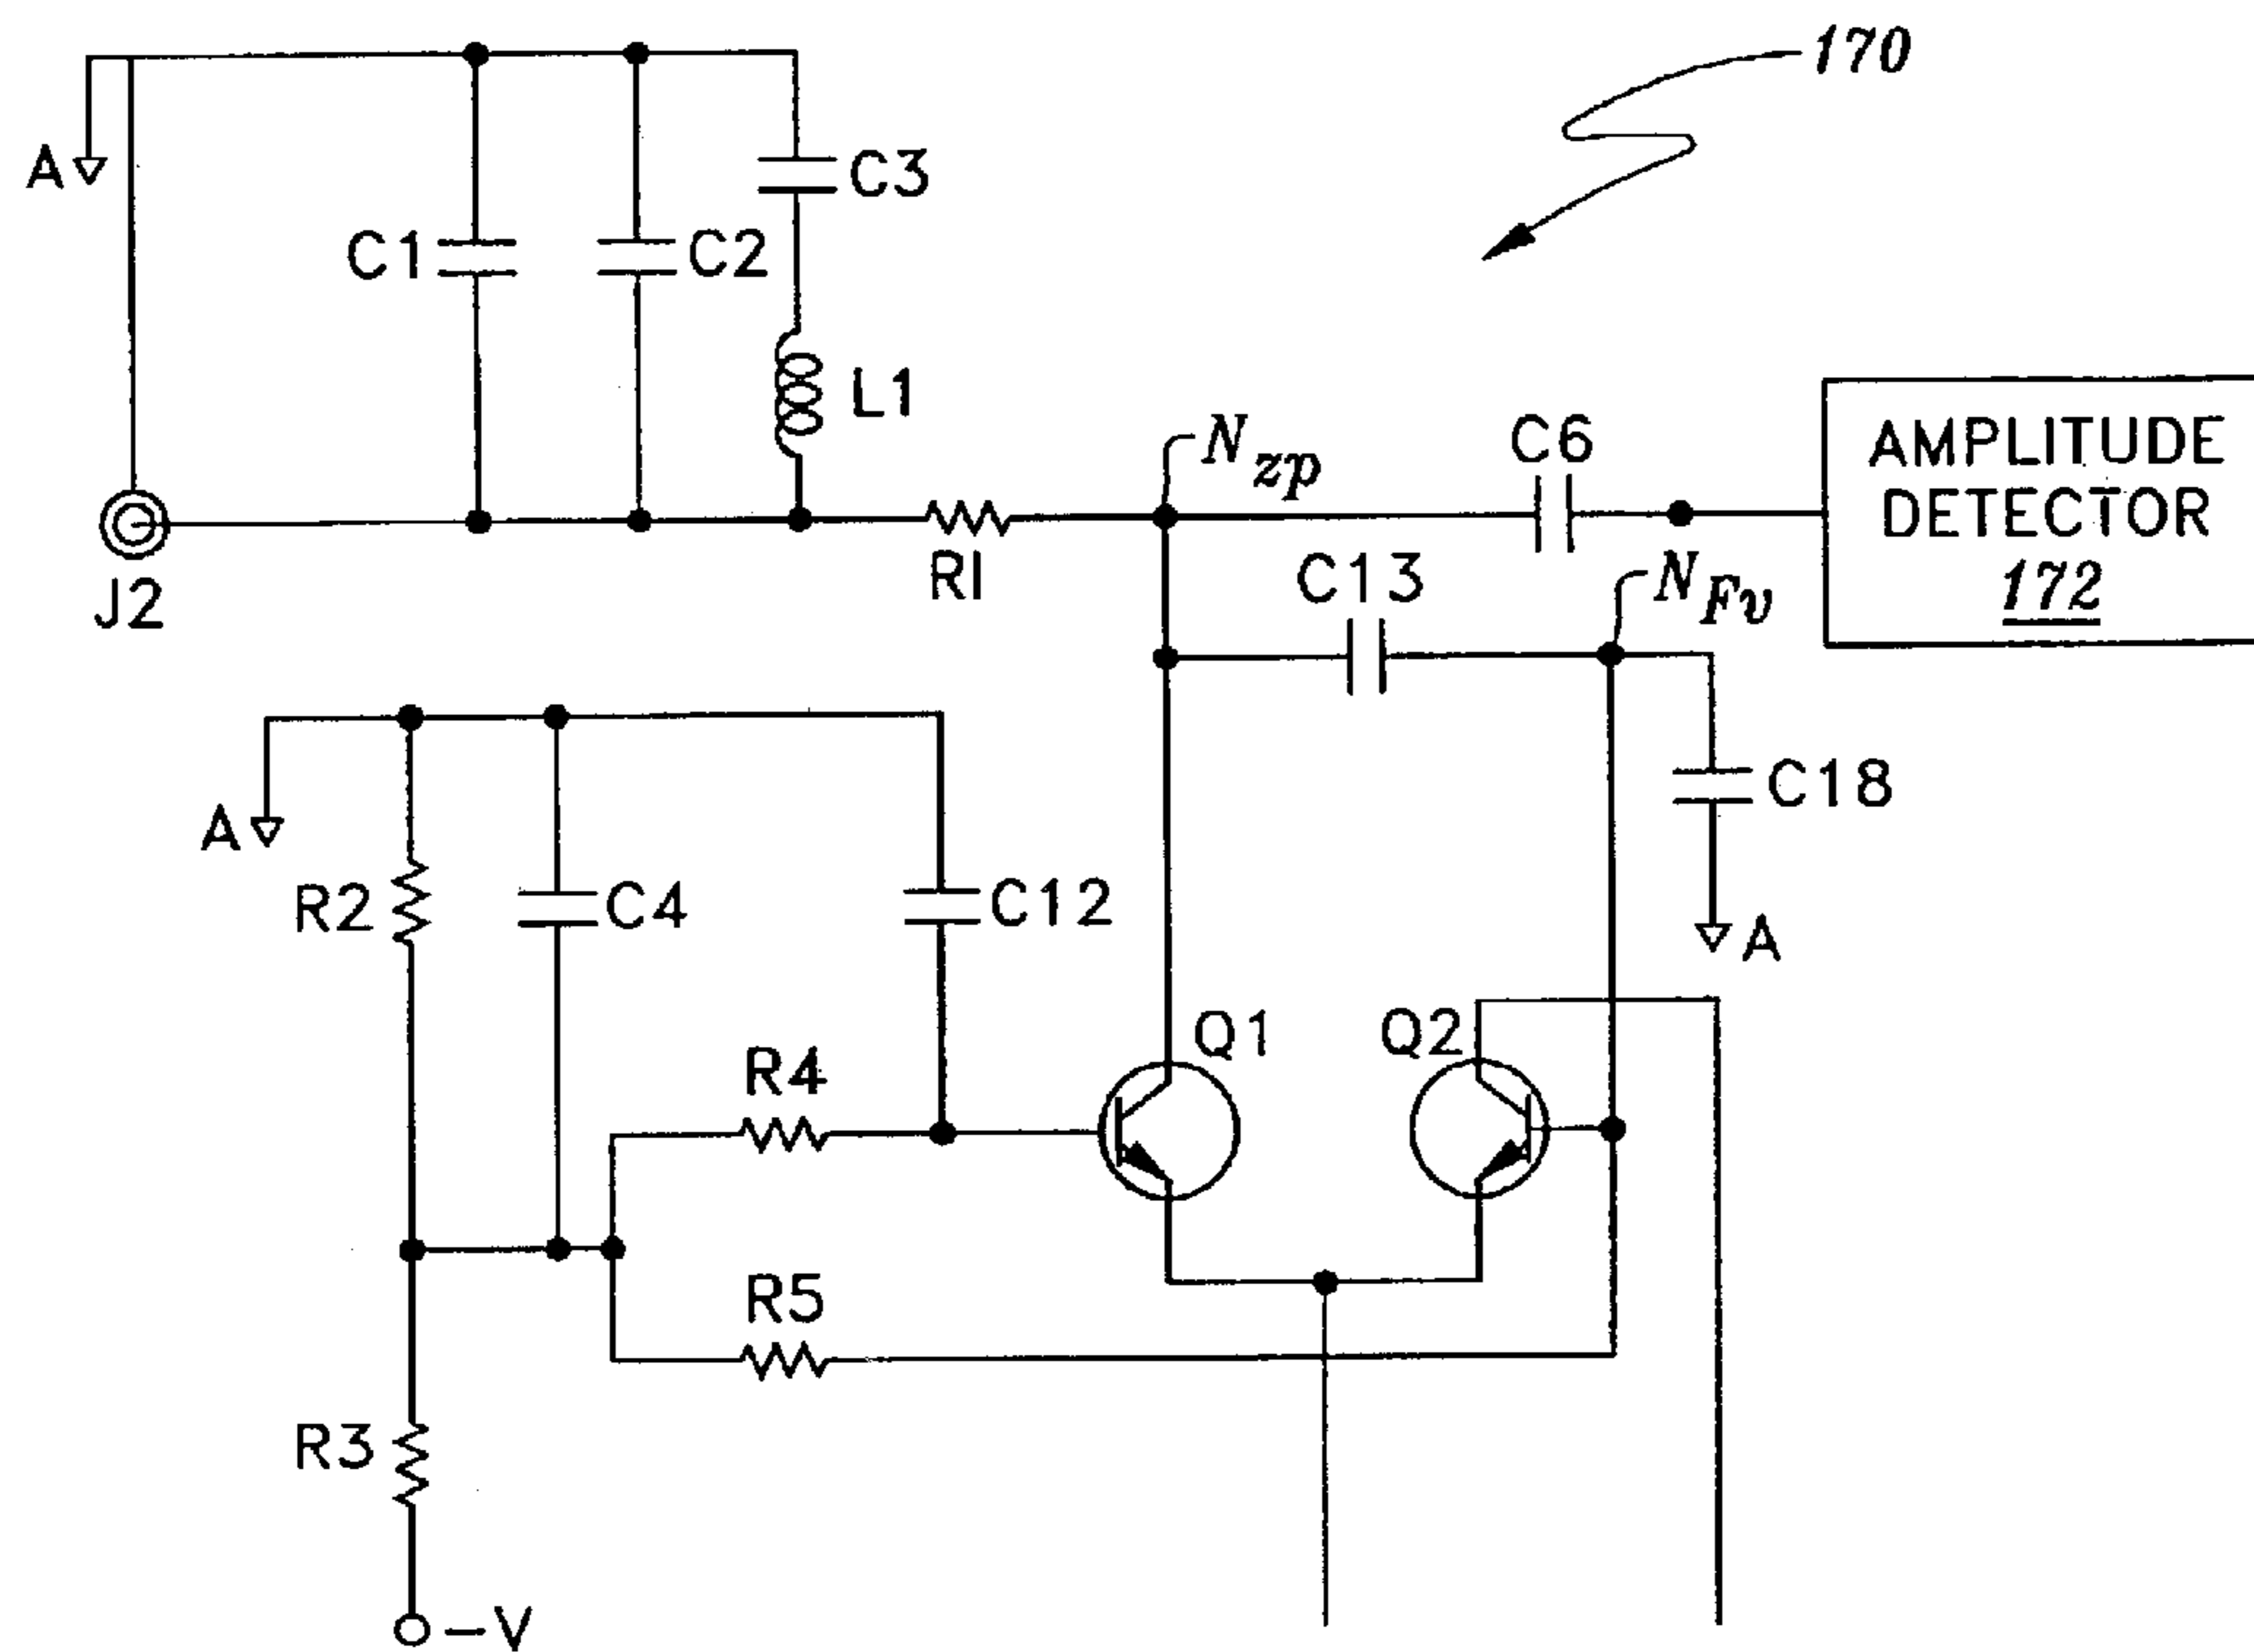 170
A
C3
C1
C2
L1
N_zp
C6
AMPLITUDE
DETECTOR
172
J2
R1
C13
N_Fv
A
C18
R2
C4
C12
A
R4
Q1
Q2
R5
R3
–V